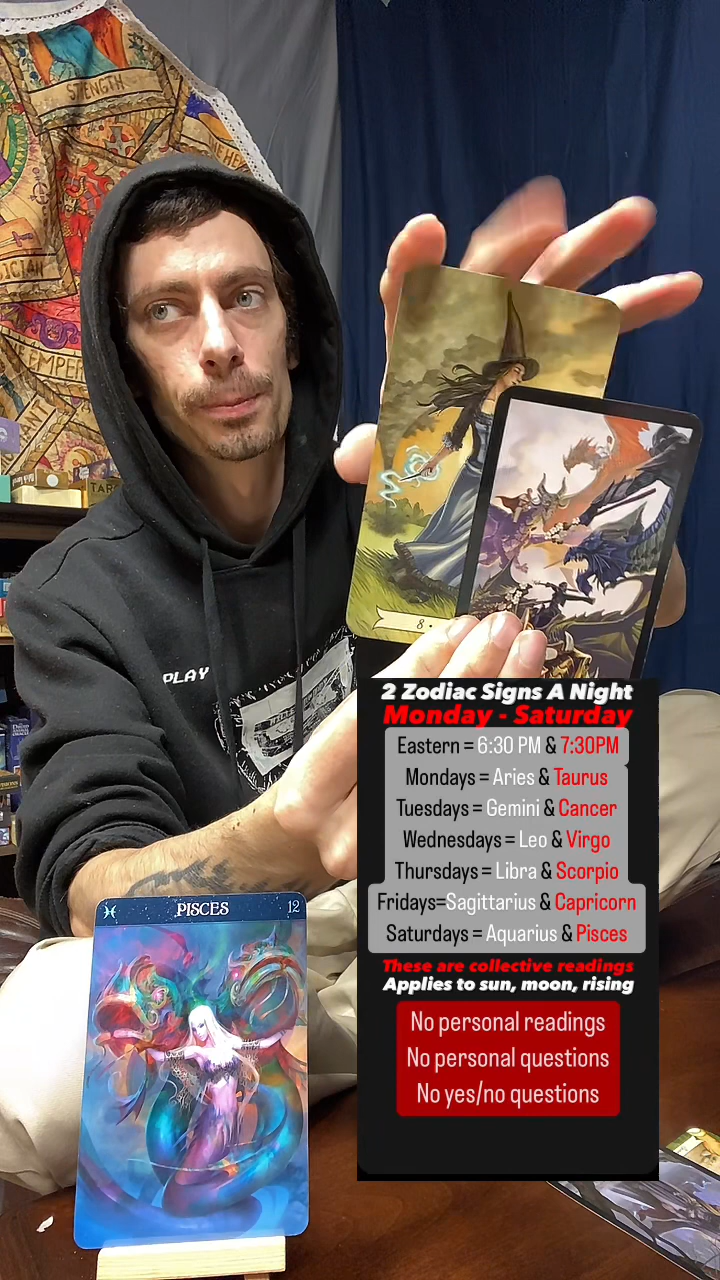 STRENGTH
EMPER
TAR
8 •
PLAY
2 Zodiac Signs A Night
Monday - Saturday
Eastern = 6:30 PM & 7:30PM
Mondays = Aries & Taurus
Tuesdays = Gemini & Cancer
Wednesdays = Leo & Virgo
Thursdays = Libra & Scorpio
Fridays=Sagittarius & Capricorn
Saturdays = Aquarius & Pisces
These are collective readings
Applies to sun, moon, rising
No personal readings
No personal questions
No yes/no questions
PISCES 12